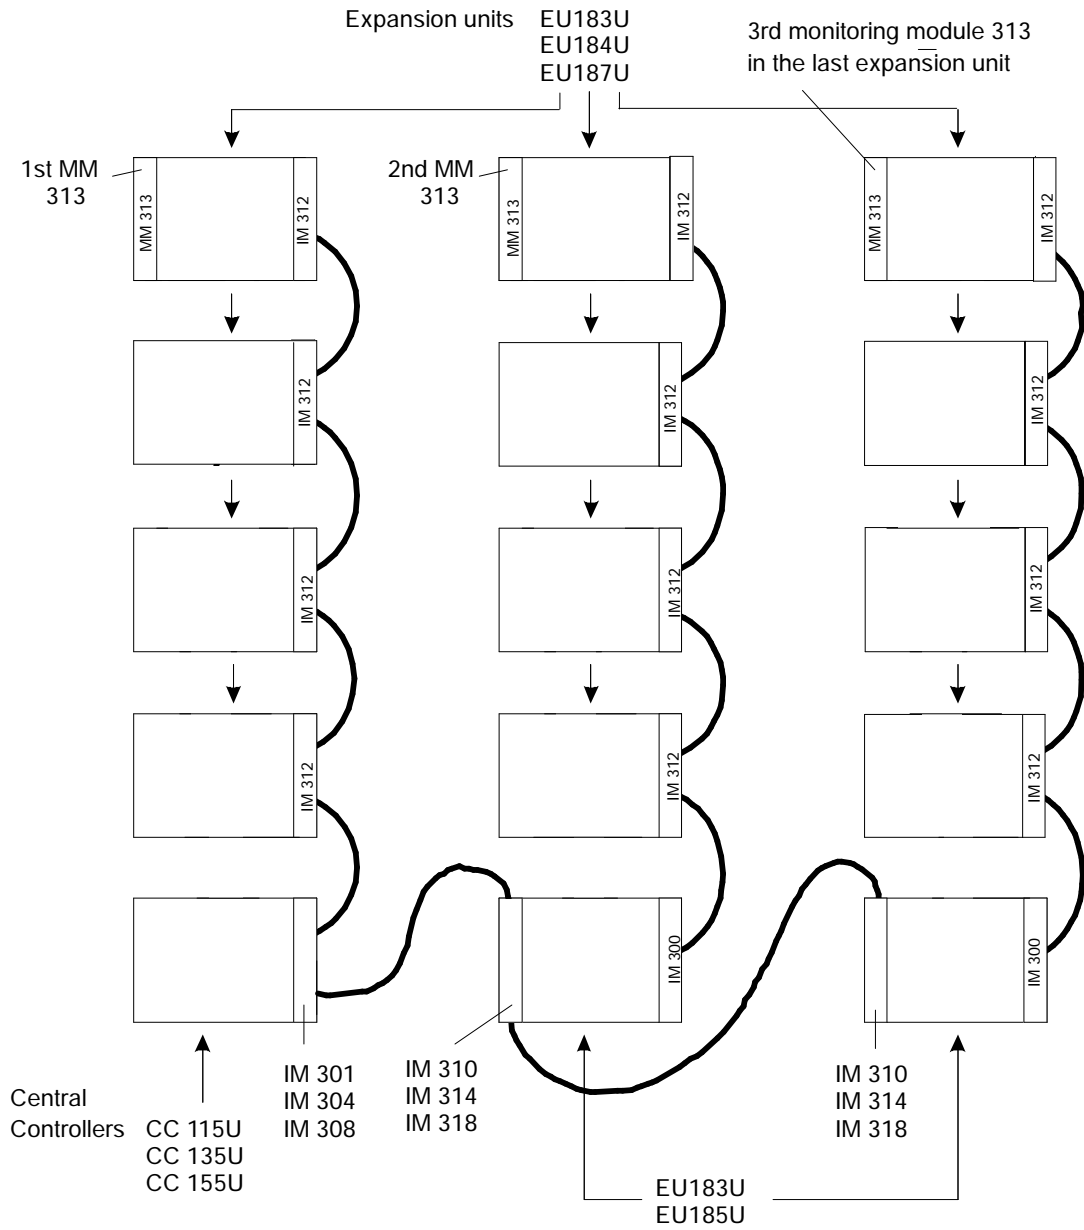 Expansion units EU183U
EU184U
EU187U
3rd monitoring module 313
in the last expansion unit
1st MM
313
MM 313
IM 312
2nd MM
313
MM 313
IM 312
MM 313
IM 312
IM 312
IM 312
IM 312
IM 312
IM 312
IM 312
IM 312
IM 312
IM 312
IM 300
IM 300
IM 301
IM 304
IM 308
IM 310
IM 314
IM 318
IM 310
IM 314
IM 318
Central
Controllers CC 115U
CC 135U
CC 155U
EU183U
EU185U